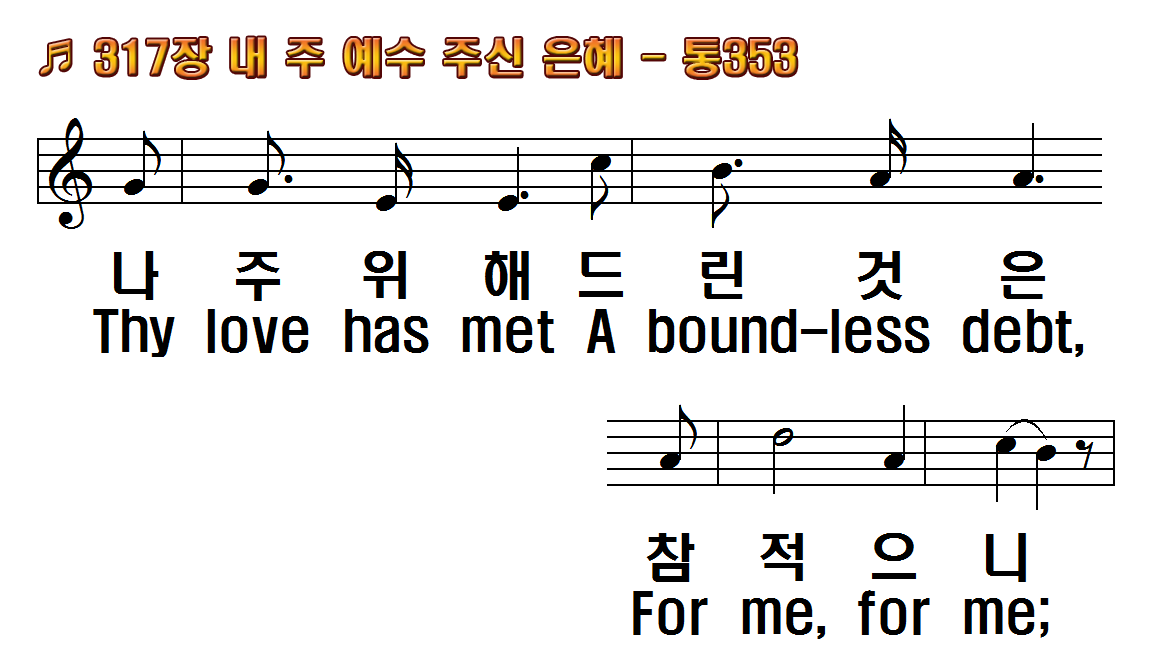 ♬ 317장 내 주 예수 주신 은혜 - 통353
나 주 위 해 드 린 것 은
Thy love has met A bound-less debt,
참 적 으 니
For me, for me;